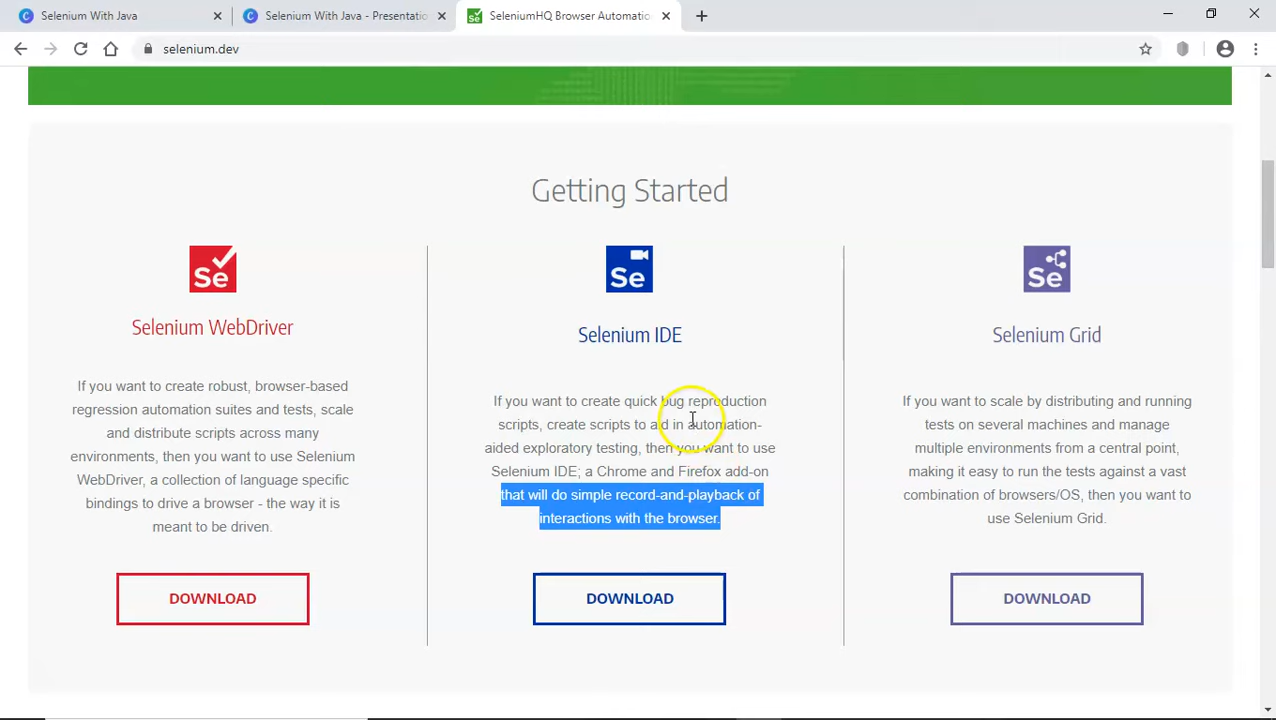 Selenium With Java
Selenium With Java - Presentatio
SeleniumHQ Browser Automatio
selenium.dev
Getting Started
Se
Selenium WebDriver
If you want to create robust, browser-based
regression automation suites and tests, scale
and distribute scripts across many
environments, then you want to use Selenium
WebDriver, a collection of language specific
bindings to drive a browser - the way it is
meant to be driven.
DOWNLOAD
Se
Selenium IDE
If you want to create quick bug reproduction
scripts, create scripts to aid in automation-
aided exploratory testing, then you want to use
Selenium IDE; a Chrome and Firefox add-on
that will do simple record-and-playback of
interactions with the browser.
DOWNLOAD
Se
Selenium Grid
If you want to scale by distributing and running
tests on several machines and manage
multiple environments from a central point,
making it easy to run the tests against a vast
combination of browsers/OS, then you want to
use Selenium Grid.
DOWNLOAD